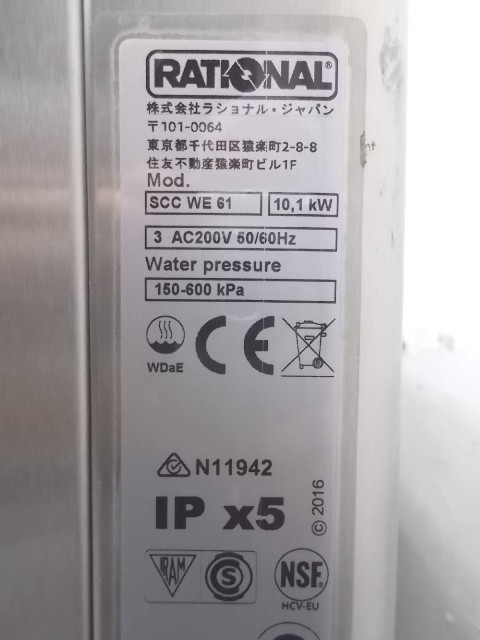 RATIONAL®
株式会社ラショナル・ジャパン
〒101-0064
東京都千代田区猿楽町2-8-8
住友不動産猿楽町ビル1F
Mod.
SCC WE 61 10,1 kW
3 AC200V 50/60Hz
Water pressure
150-600 kPa
WDaE CE
N11942
IP x5
© 2016
IRAM S NSF®
HCV-EU